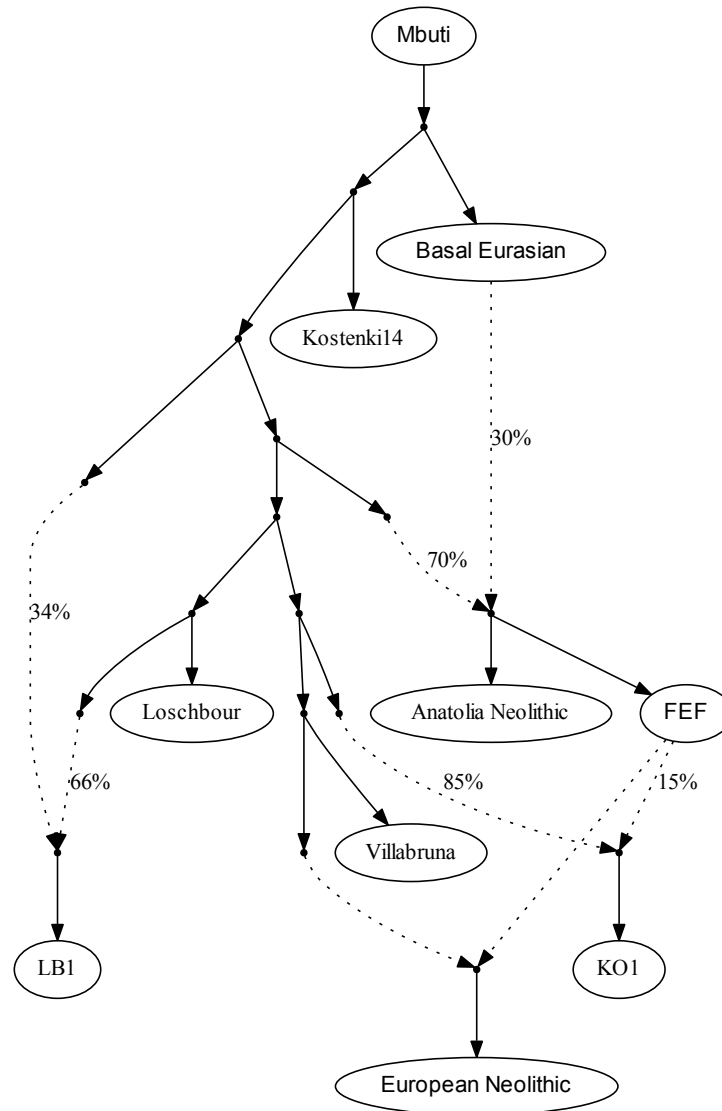 Mbuti
Basal Eurasian
Kostenki14
30%
70%
34%
Loschbour
Anatolia Neolithic
FEF
66%
85%
15%
Villabruna
LB1
KO1
European Neolithic